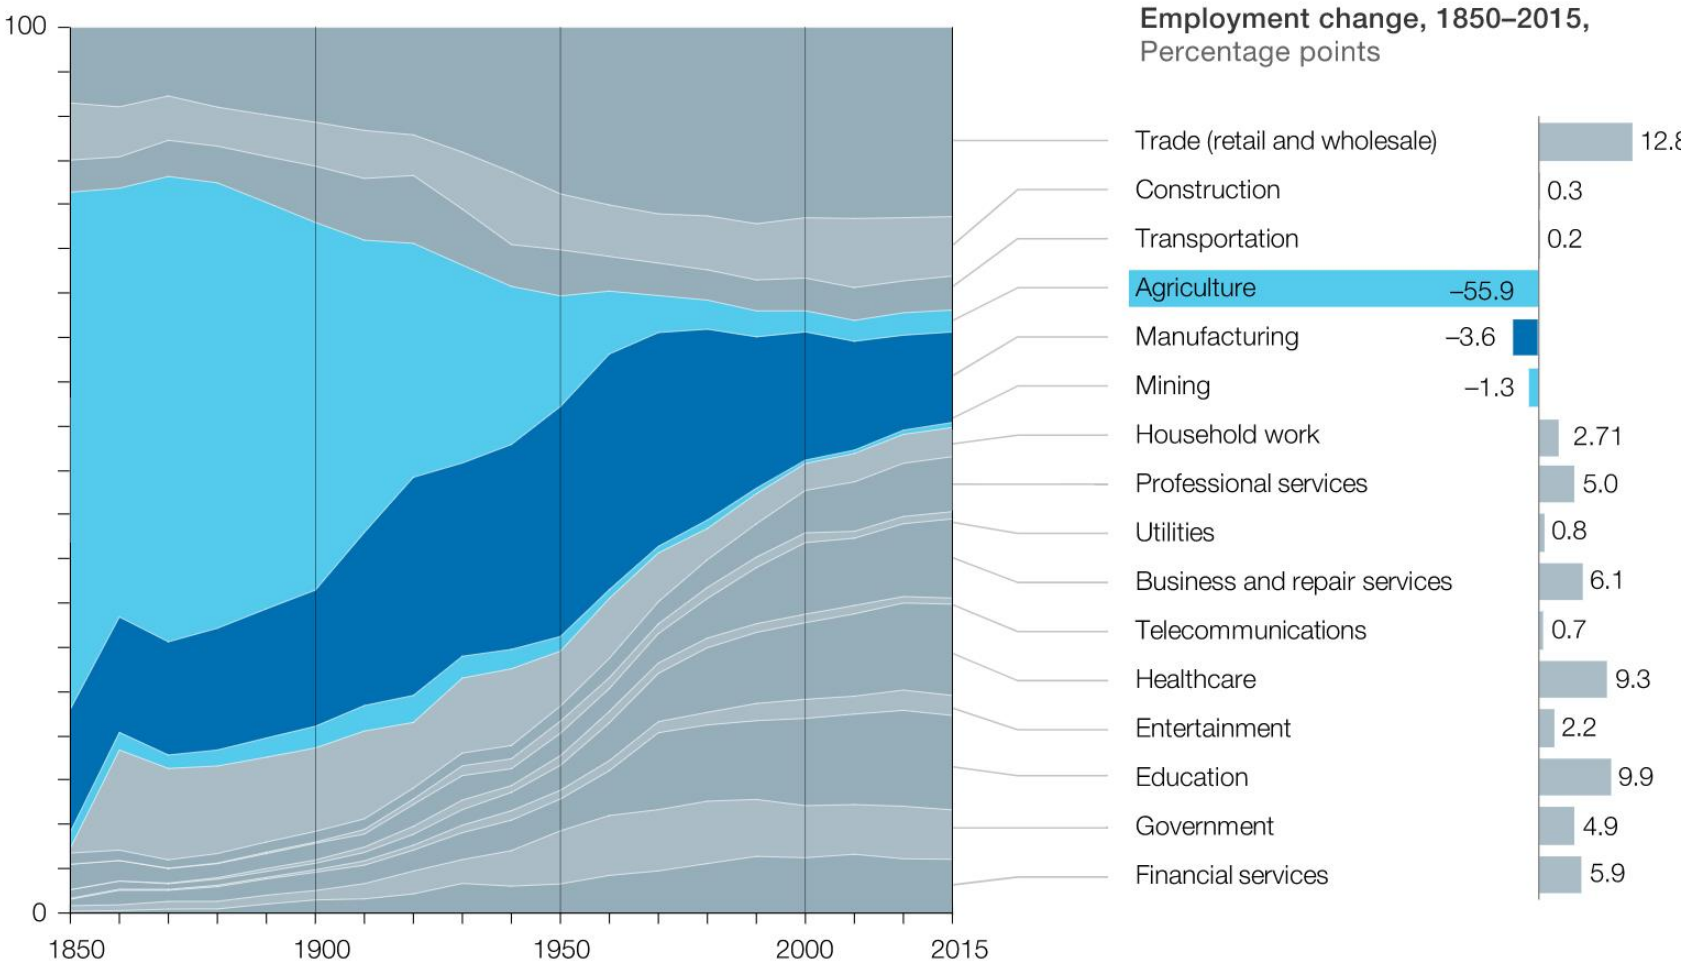 100
0
1850
1900
1950
2000
2015
Employment change, 1850–2015,
Percentage points
Trade (retail and wholesale) 12.8
Construction 0.3
Transportation 0.2
Agriculture –55.9
Manufacturing –3.6
Mining –1.3
Household work 2.71
Professional services 5.0
Utilities 0.8
Business and repair services 6.1
Telecommunications 0.7
Healthcare 9.3
Entertainment 2.2
Education 9.9
Government 4.9
Financial services 5.9